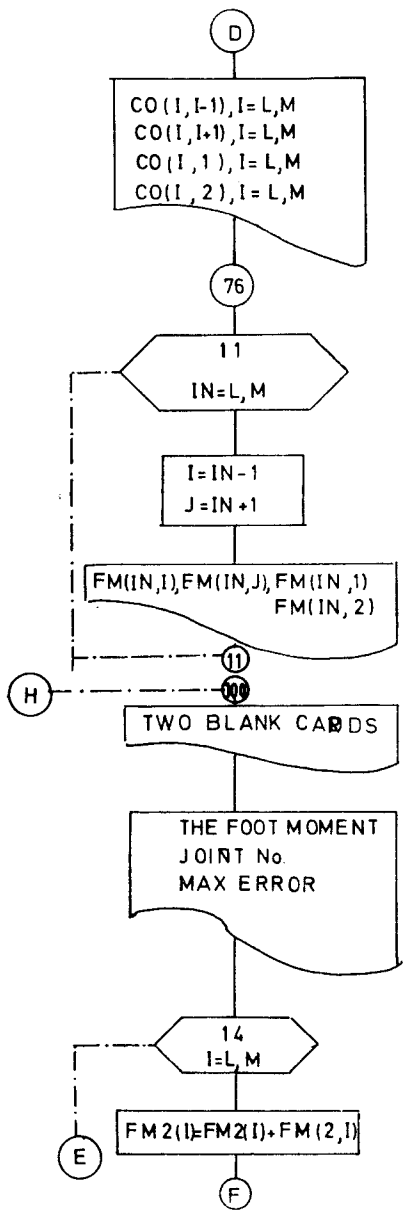 D
CO(I,I-1),I=L,M
CO(I,I+1),I=L,M
CO(I,1),I=L,M
CO(I,2),I=L,M
76
11
IN=L,M
I=IN-1
J=IN+1
FM(IN,I),FM(IN,J),FM(IN,1)
FM(IN,2)
11
H
100
TWO BLANK CARDS
THE FOOT MOMENT
JOINT No.
MAX ERROR
14
I=L,M
FM2(I)=FM2(I)+FM(2,I)
E
F